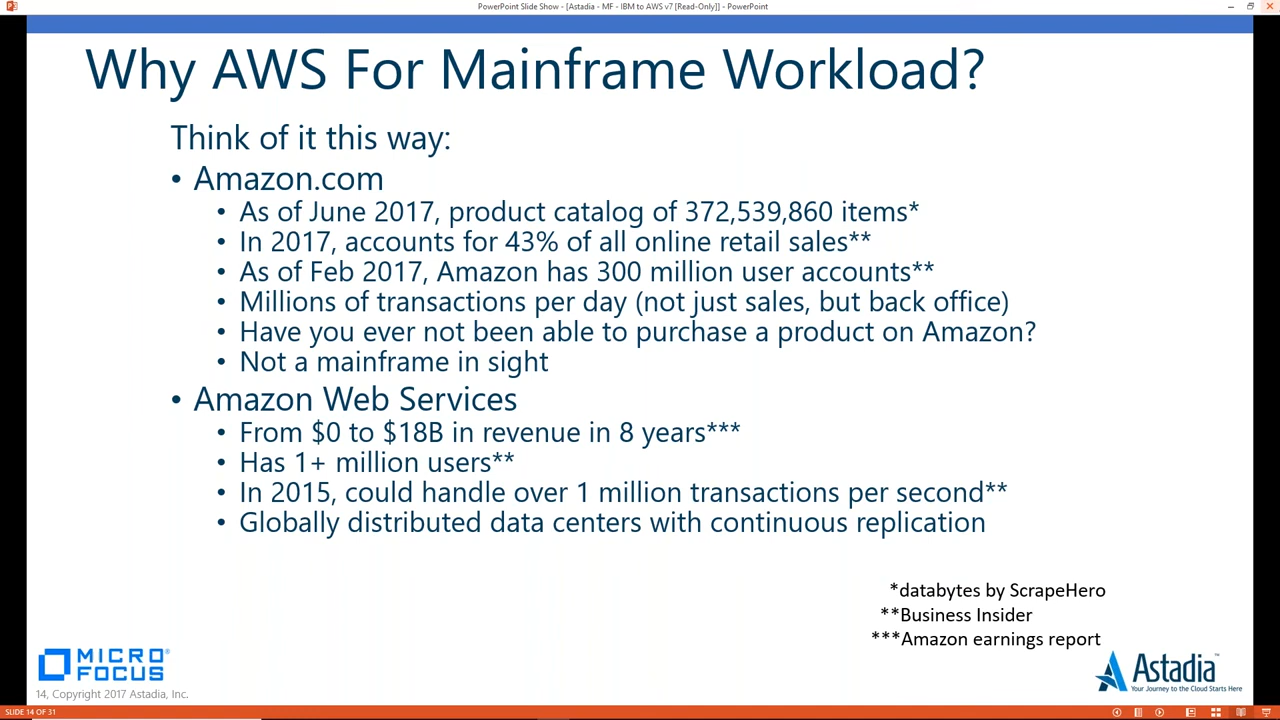 PowerPoint Slide Show - [Astadia - MF - IBM to AWS v7 [Read-Only]] - PowerPoint
Why AWS For Mainframe Workload?
Think of it this way:
• Amazon.com
• As of June 2017, product catalog of 372,539,860 items*
• In 2017, accounts for 43% of all online retail sales**
• As of Feb 2017, Amazon has 300 million user accounts**
• Millions of transactions per day (not just sales, but back office)
• Have you ever not been able to purchase a product on Amazon?
• Not a mainframe in sight
• Amazon Web Services
• From $0 to $18B in revenue in 8 years***
• Has 1+ million users**
• In 2015, could handle over 1 million transactions per second**
• Globally distributed data centers with continuous replication
*databytes by ScrapeHero
**Business Insider
***Amazon earnings report
MICRO
FOCUS
14, Copyright 2017 Astadia, Inc.
Astadia™
Your Journey to the Cloud Starts Here
SLIDE 14 OF 31